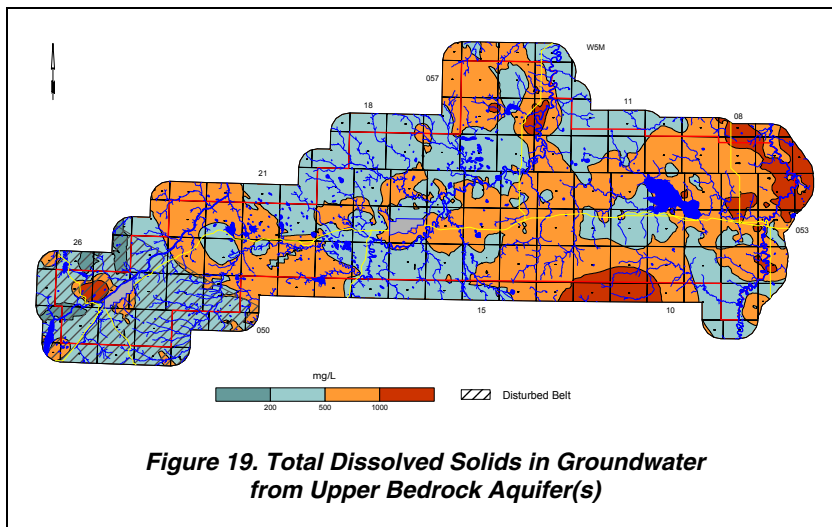 W5M
057
11
18
08
21
053
26
050
15
10
mg/L
Disturbed Belt
200 500 1000
Figure 19. Total Dissolved Solids in Groundwater
from Upper Bedrock Aquifer(s)